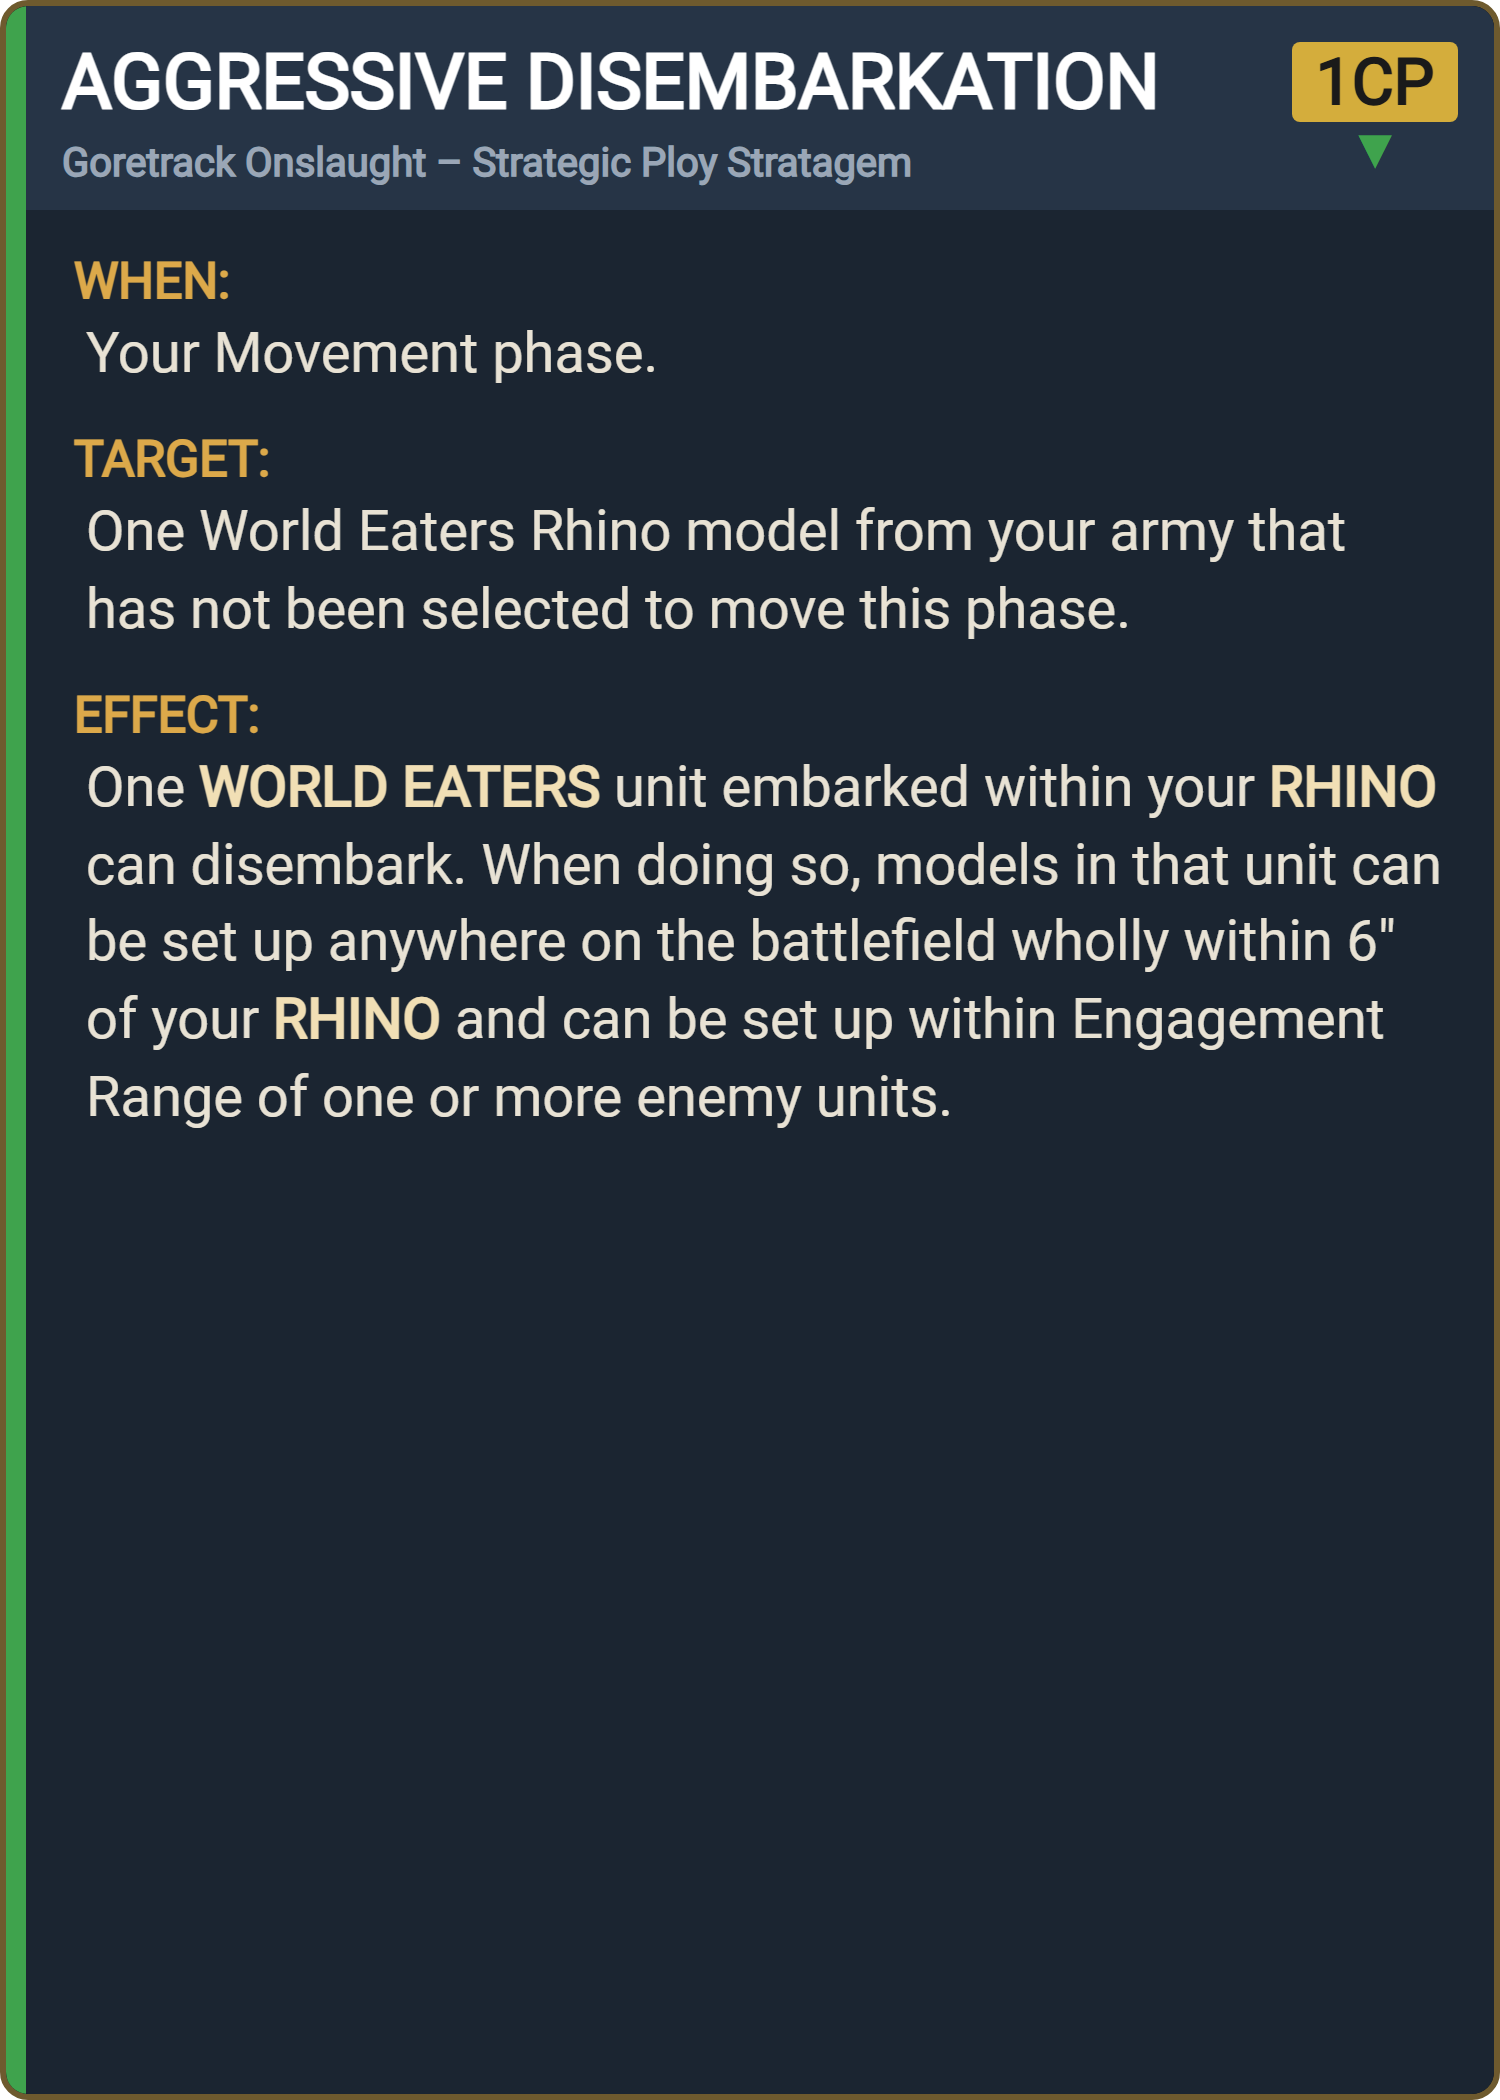 AGGRESSIVE DISEMBARKATION
1CP
Goretrack Onslaught – Strategic Ploy Stratagem
WHEN:
Your Movement phase.
TARGET:
One World Eaters Rhino model from your army that
has not been selected to move this phase.
EFFECT:
One WORLD EATERS unit embarked within your RHINO
can disembark. When doing so, models in that unit can
be set up anywhere on the battlefield wholly within 6"
of your RHINO and can be set up within Engagement
Range of one or more enemy units.